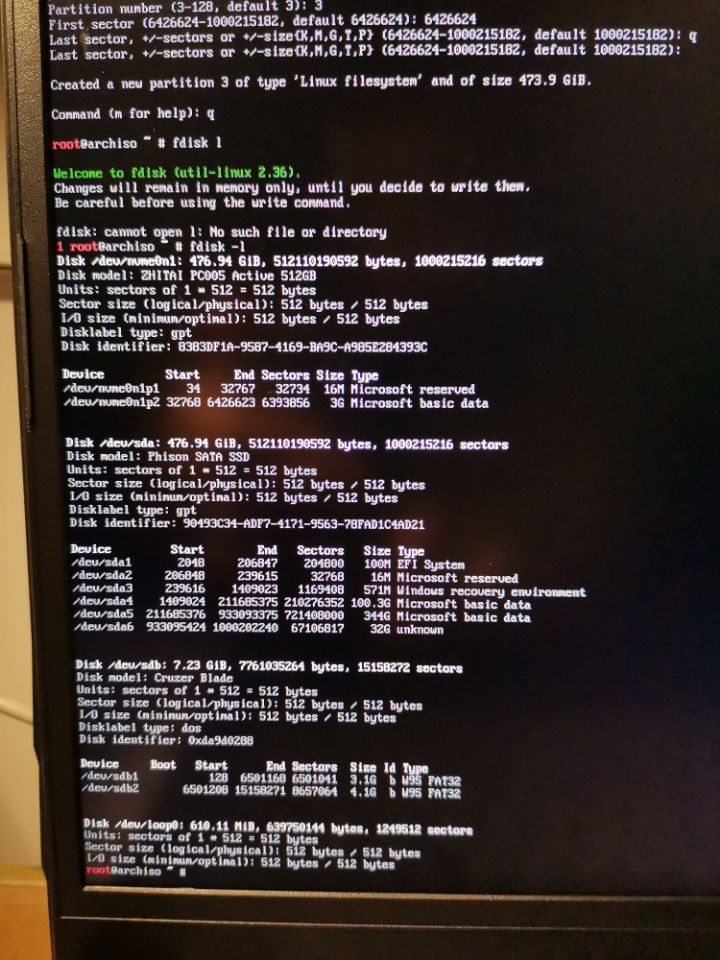 Partition number (3-128, default 3): 3
First sector (6426624-1000215182, default 6426624): 6426624
Last sector, +/-sectors or +/-size{K,M,G,T,P} (6426624-1000215182, default 1000215182): q
Last sector, +/-sectors or +/-size{K,M,G,T,P} (6426624-1000215182, default 1000215182):
Created a new partition 3 of type 'Linux filesystem' and of size 473.9 GiB.
Command (m for help): q
root@archiso ~ # fdisk l
Welcome to fdisk (util-linux 2.36).
Changes will remain in memory only, until you decide to write them.
Be careful before using the write command.
fdisk: cannot open l: No such file or directory
1 root@archiso ~ # fdisk -l
Disk /dev/nvme0n1: 476.94 GiB, 512110190592 bytes, 1000215216 sectors
Disk model: ZHITAI PC005 Active 512GB
Units: sectors of 1 * 512 = 512 bytes
Sector size (logical/physical): 512 bytes / 512 bytes
I/O size (minimum/optimal): 512 bytes / 512 bytes
Disklabel type: gpt
Disk identifier: 8383DF1A-9587-4169-BA9C-A985E284393C
Device Start End Sectors Size Type
/dev/nvme0n1p1 34 32767 32734 16M Microsoft reserved
/dev/nvme0n1p2 32768 6426623 6393856 3G Microsoft basic data
Disk /dev/sda: 476.94 GiB, 512110190592 bytes, 1000215216 sectors
Disk model: Phison SATA SSD
Units: sectors of 1 * 512 = 512 bytes
Sector size (logical/physical): 512 bytes / 512 bytes
I/O size (minimum/optimal): 512 bytes / 512 bytes
Disklabel type: gpt
Disk identifier: 90493C34-ADF7-4171-9563-78FAD1C4AD21
Device Start End Sectors Size Type
/dev/sda1 2048 206847 204800 100M EFI System
/dev/sda2 206848 239615 32768 16M Microsoft reserved
/dev/sda3 239616 1409023 1169408 571M Windows recovery environment
/dev/sda4 1409024 211685375 210276352 100.3G Microsoft basic data
/dev/sda5 211685376 933093375 721408000 344G Microsoft basic data
/dev/sda6 933095424 1000202240 67106817 32G unknown
Disk /dev/sdb: 7.23 GiB, 7761035264 bytes, 15158272 sectors
Disk model: Cruzer Blade
Units: sectors of 1 * 512 = 512 bytes
Sector size (logical/physical): 512 bytes / 512 bytes
I/O size (minimum/optimal): 512 bytes / 512 bytes
Disklabel type: dos
Disk identifier: 0xda9d0288
Device Boot Start End Sectors Size Id Type
/dev/sdb1 128 6501168 6501041 3.1G b W95 FAT32
/dev/sdb2 6501208 15158271 8657064 4.1G b W95 FAT32
Disk /dev/loop0: 610.11 MiB, 639750144 bytes, 1249512 sectors
Units: sectors of 1 * 512 = 512 bytes
Sector size (logical/physical): 512 bytes / 512 bytes
I/O size (minimum/optimal): 512 bytes / 512 bytes
root@archiso ~ #